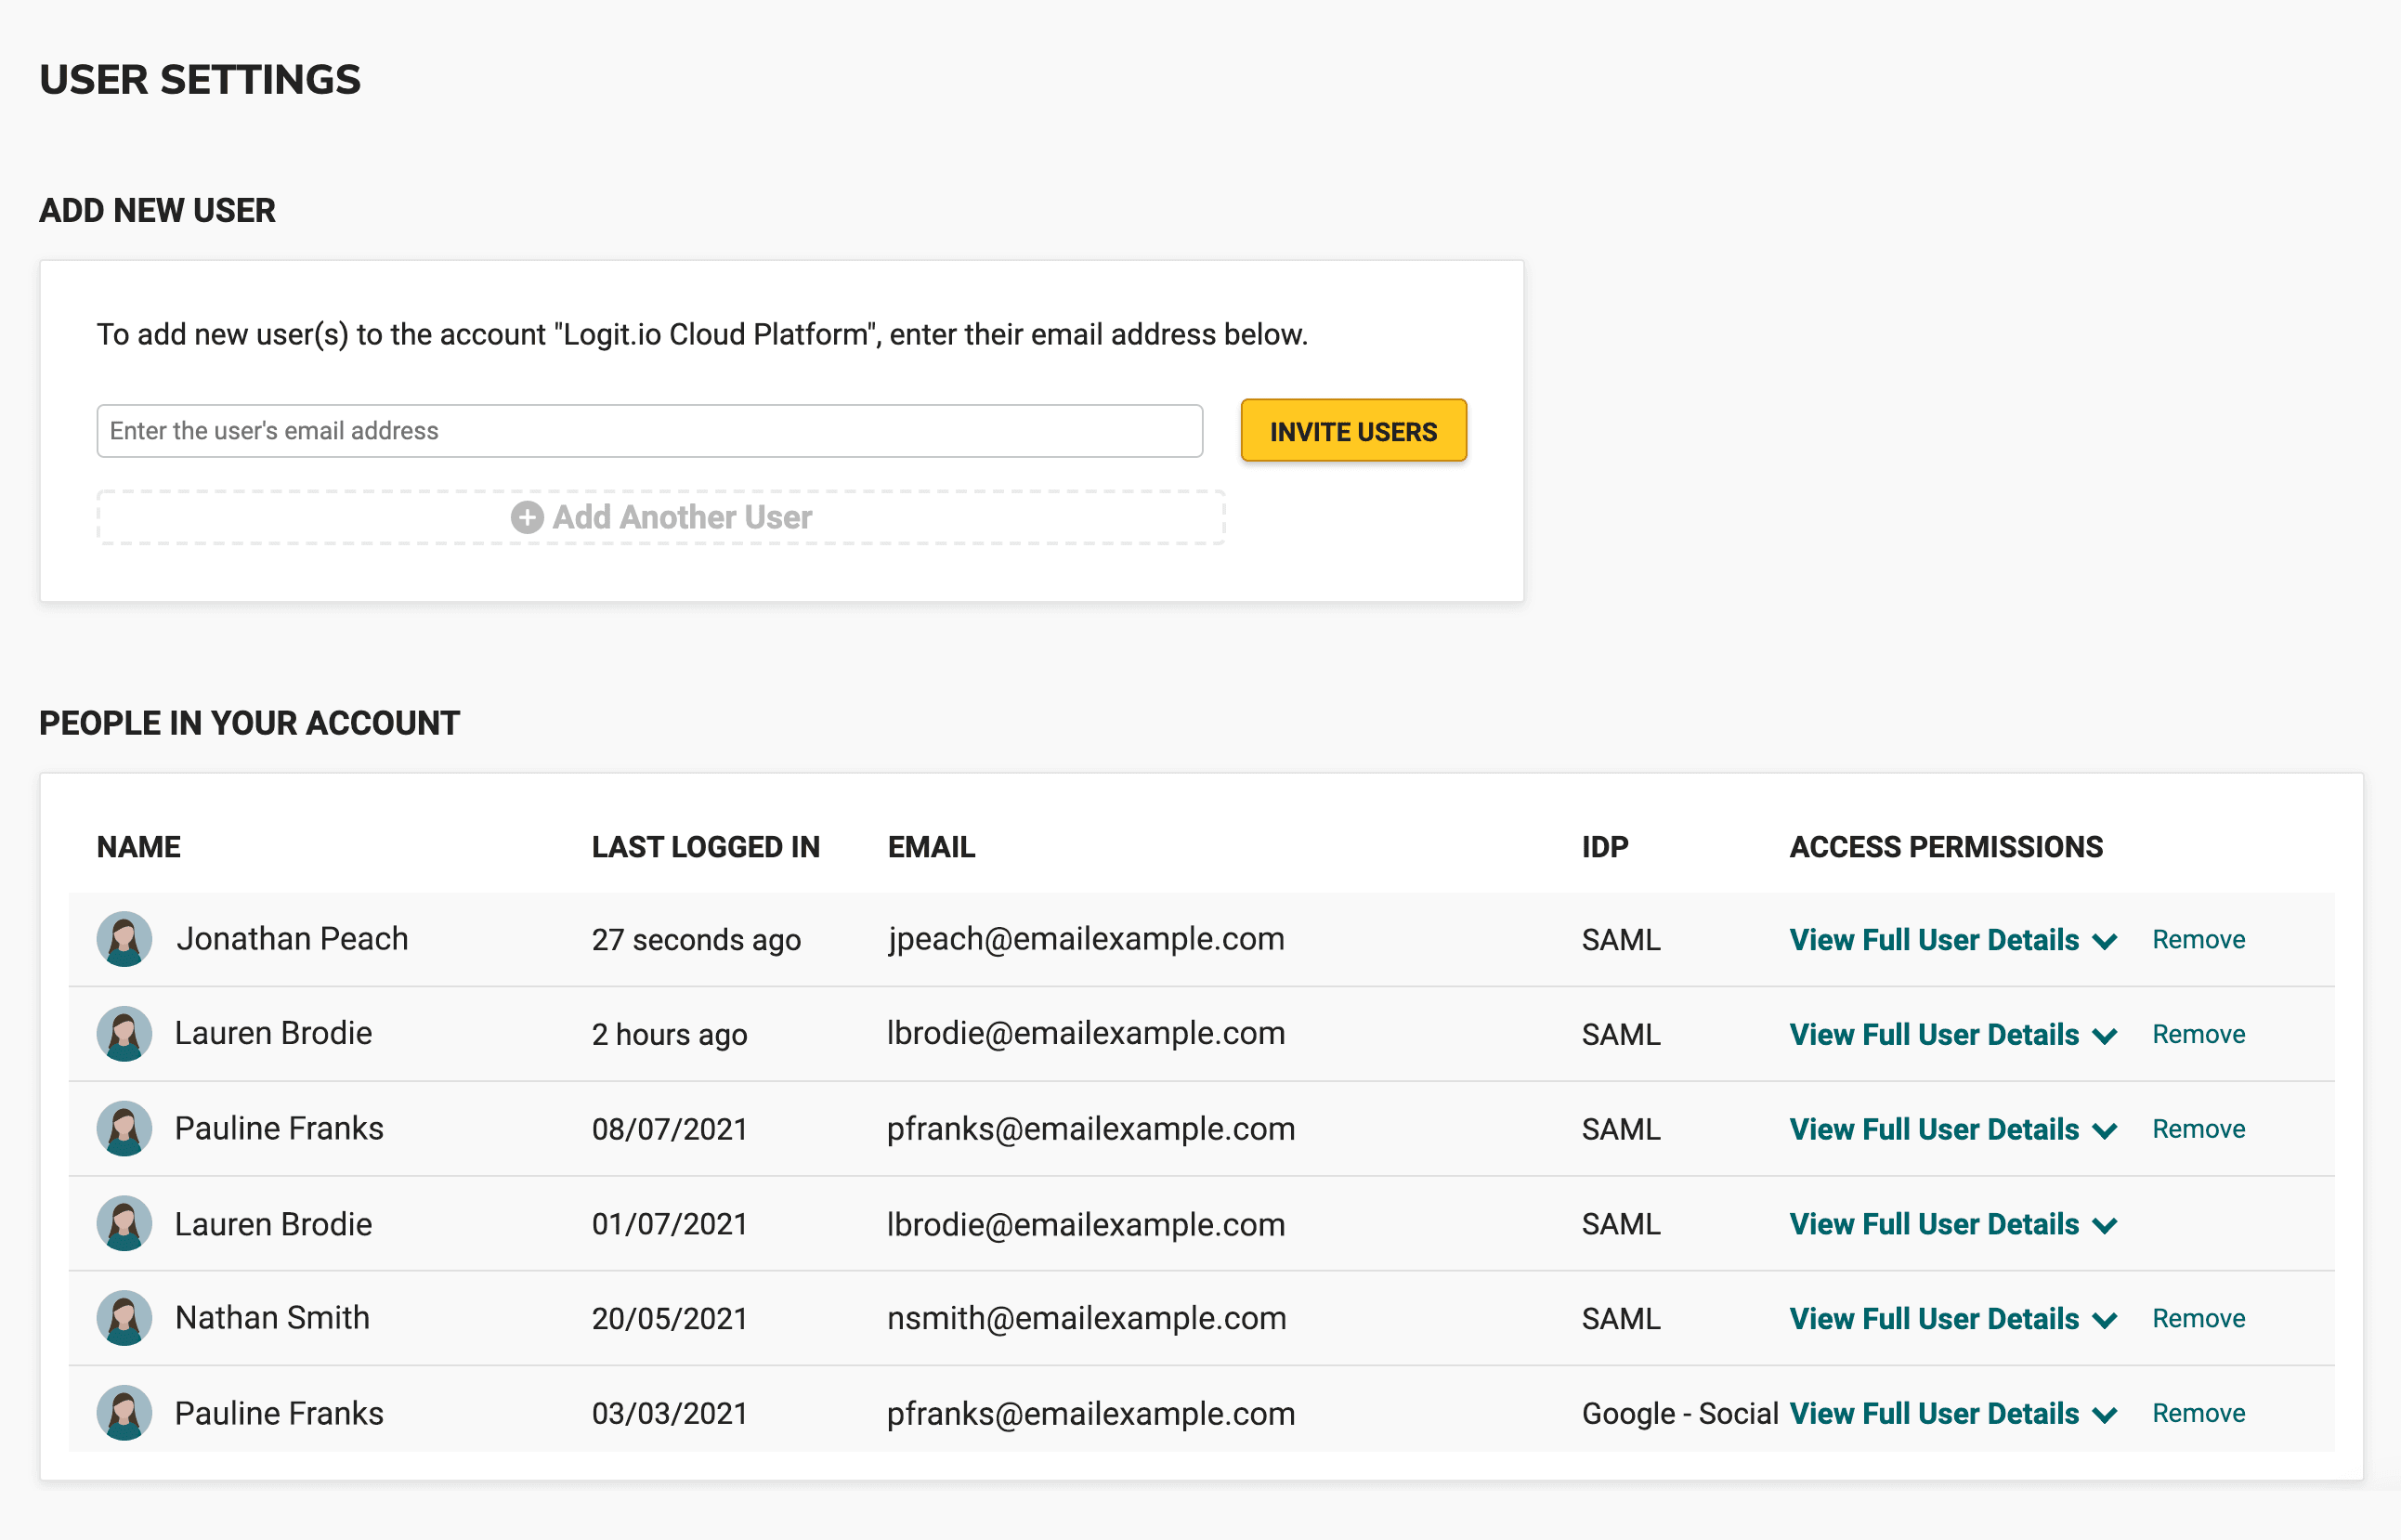 USER SETTINGS
ADD NEW USER
To add new user(s) to the account "Logit.io Cloud Platform", enter their email address below.
Enter the user's email address INVITE USERS
Add Another User
PEOPLE IN YOUR ACCOUNT
NAME LAST LOGGED IN EMAIL IDP ACCESS PERMISSIONS
Jonathan Peach 27 seconds ago jpeach@emailexample.com SAML View Full User Details Remove
Lauren Brodie 2 hours ago lbrodie@emailexample.com SAML View Full User Details Remove
Pauline Franks 08/07/2021 pfranks@emailexample.com SAML View Full User Details Remove
Lauren Brodie 01/07/2021 lbrodie@emailexample.com SAML View Full User Details
Nathan Smith 20/05/2021 nsmith@emailexample.com SAML View Full User Details Remove
Pauline Franks 03/03/2021 pfranks@emailexample.com Google - Social View Full User Details Remove